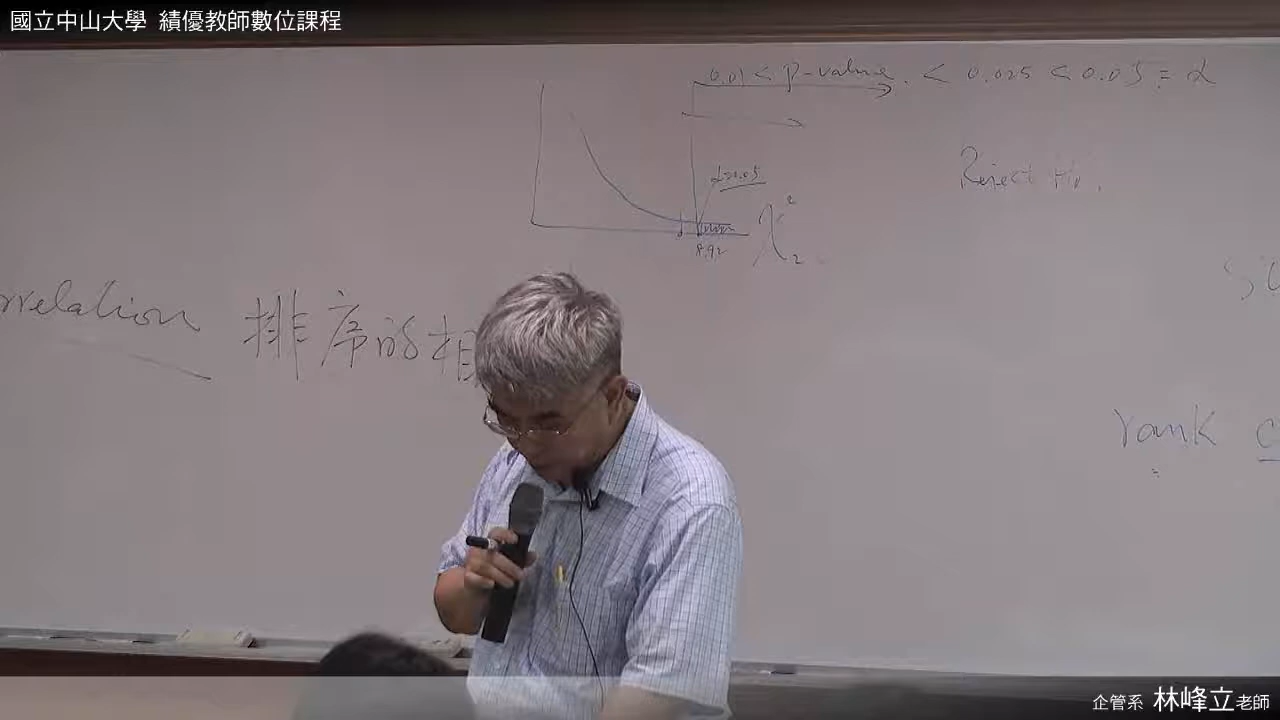 國立中山大學 績優教師數位課程
0.01 < p-value < 0.025 < 0.05 = α
α=0.05
Reject H₀.
8.92
χ²₂
rrelation 排序的相
rank
企管系 林峰立老師